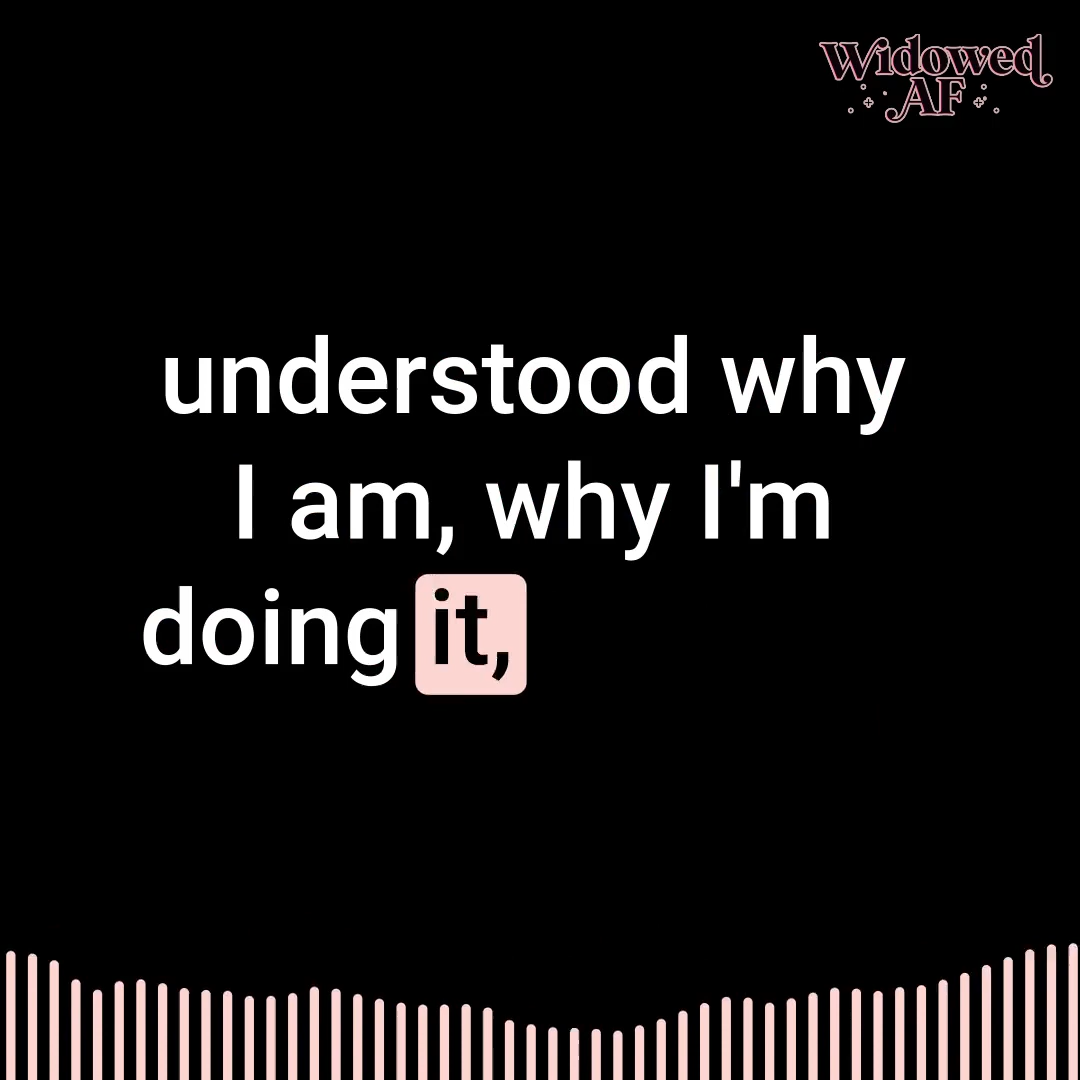 Widowed
AF
understood why
I am, why I'm
doing it,